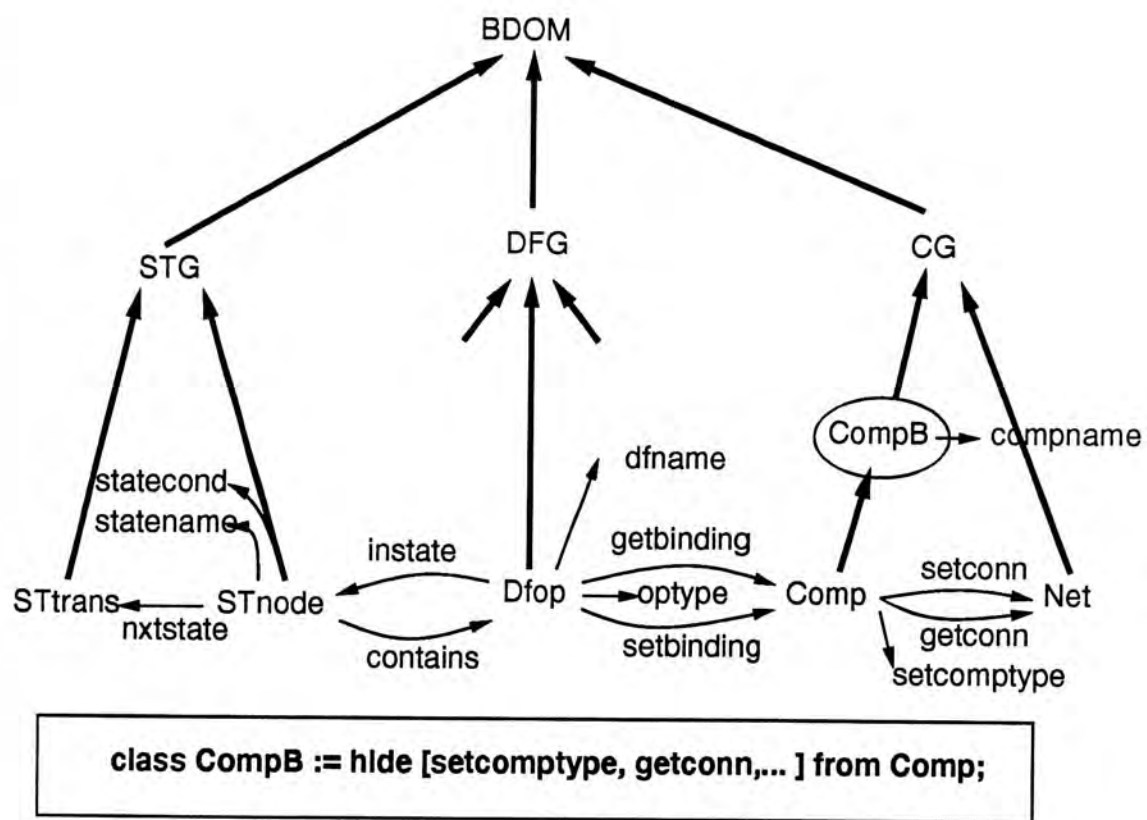 BDOM
STG
DFG
CG
CompB
compname
dfname
statecond
statename
instate
getbinding
setconn
STtrans
STnode
Dfop
optype
Comp
Net
nxtstate
contains
setbinding
getconn
setcomptype
class CompB := hide [setcomptype, getconn,... ] from Comp;